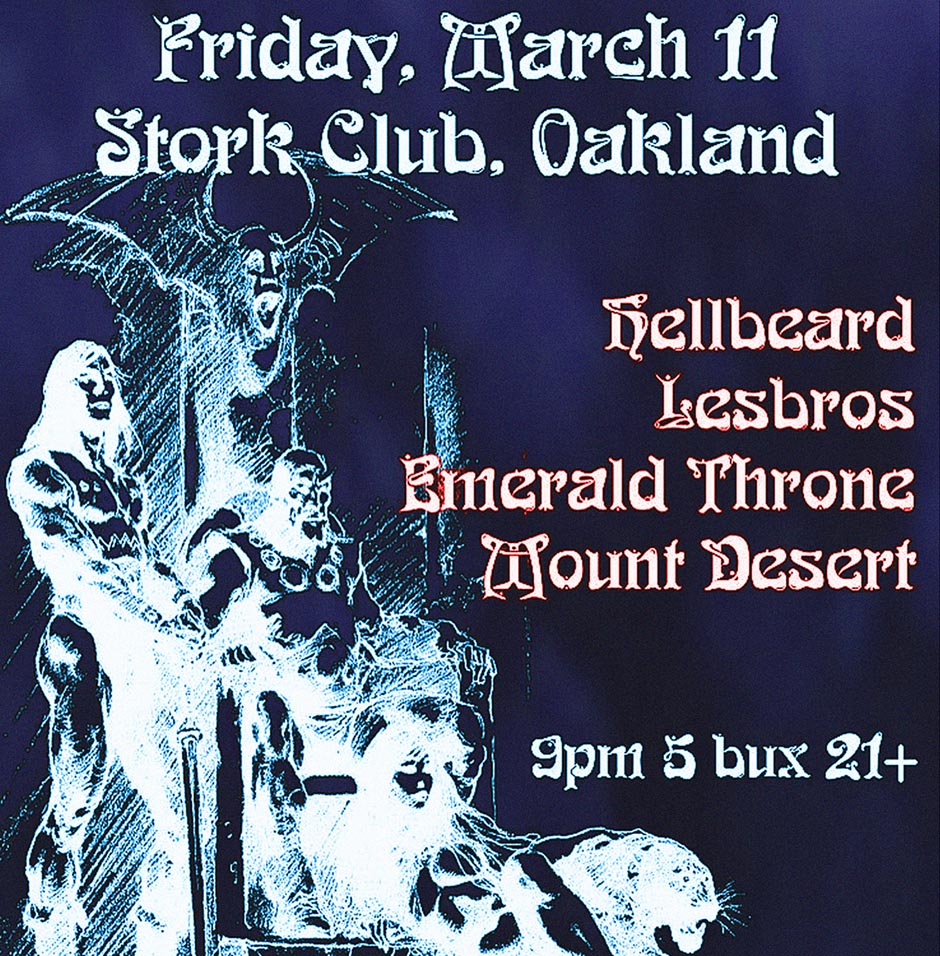 Friday, March 11
Stork Club, Oakland
Hellbeard
Lesbros
Emerald Throne
Mount Desert
9pm 5 bux 21+